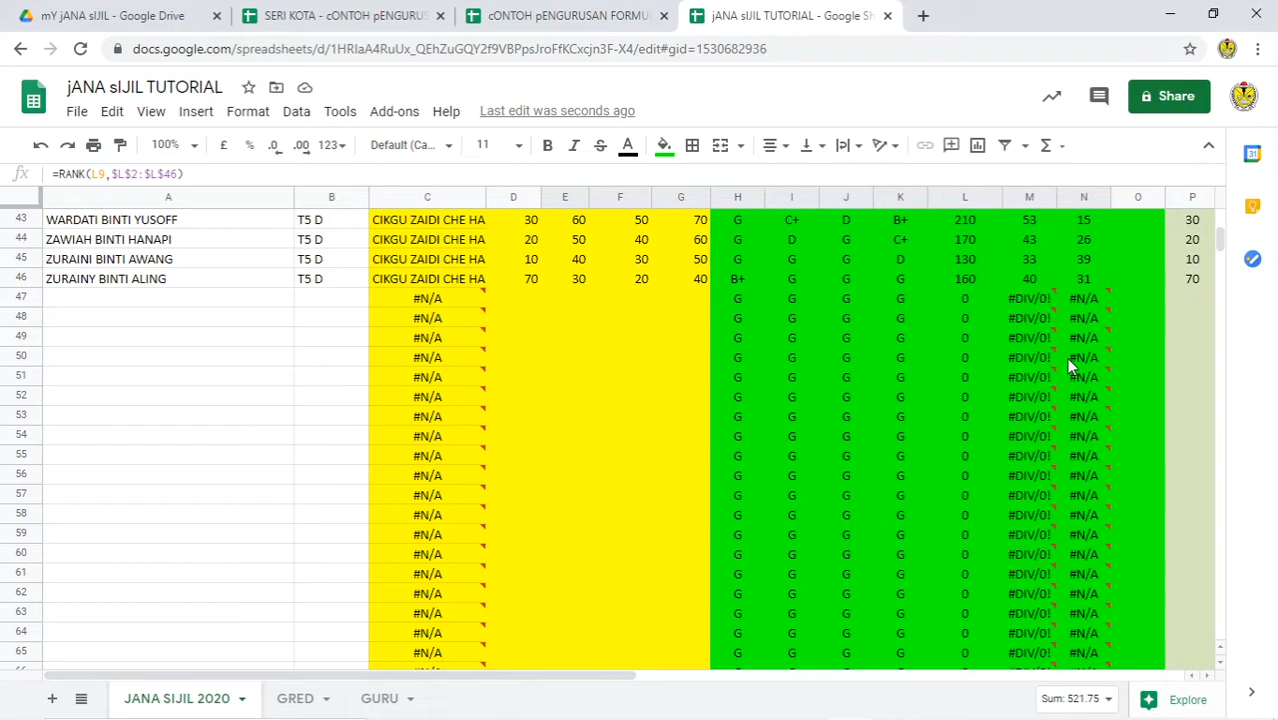 mY jANA sIJIL - Google Drive
SERI KOTA - cONTOH pENGURUS
cONTOH pENGURUSAN FORMUL
jANA sIJIL TUTORIAL - Google Sh
docs.google.com/spreadsheets/d/1HRlaA4RuUx_QEhZuGQY2f9VBPpsJroFfKCxcjn3F-X4/edit#gid=1530682936
jANA sIJIL TUTORIAL
File Edit View Insert Format Data Tools Add-ons Help Last edit was seconds ago
Share
100% £ % .0 .00 123 Default (Ca... 11 B I S A
fx =RANK(L9,$L$2:$L$46)
A B C D E F G H I J K L M N O P
43 WARDATI BINTI YUSOFF T5 D CIKGU ZAIDI CHE HA 30 60 50 70 G C+ D B+ 210 53 15 30
44 ZAWIAH BINTI HANAPI T5 D CIKGU ZAIDI CHE HA 20 50 40 60 G D G C+ 170 43 26 20
45 ZURAINI BINTI AWANG T5 D CIKGU ZAIDI CHE HA 10 40 30 50 G G G D 130 33 39 10
46 ZURAINY BINTI ALING T5 D CIKGU ZAIDI CHE HA 70 30 20 40 B+ G G G 160 40 31 70
47 #N/A G G G G 0 #DIV/0! #N/A
48 #N/A G G G G 0 #DIV/0! #N/A
49 #N/A G G G G 0 #DIV/0! #N/A
50 #N/A G G G G 0 #DIV/0! #N/A
51 #N/A G G G G 0 #DIV/0! #N/A
52 #N/A G G G G 0 #DIV/0! #N/A
53 #N/A G G G G 0 #DIV/0! #N/A
54 #N/A G G G G 0 #DIV/0! #N/A
55 #N/A G G G G 0 #DIV/0! #N/A
56 #N/A G G G G 0 #DIV/0! #N/A
57 #N/A G G G G 0 #DIV/0! #N/A
58 #N/A G G G G 0 #DIV/0! #N/A
59 #N/A G G G G 0 #DIV/0! #N/A
60 #N/A G G G G 0 #DIV/0! #N/A
61 #N/A G G G G 0 #DIV/0! #N/A
62 #N/A G G G G 0 #DIV/0! #N/A
63 #N/A G G G G 0 #DIV/0! #N/A
64 #N/A G G G G 0 #DIV/0! #N/A
65 #N/A G G G G 0 #DIV/0! #N/A
JANA SIJIL 2020 GRED GURU Sum: 521.75 Explore